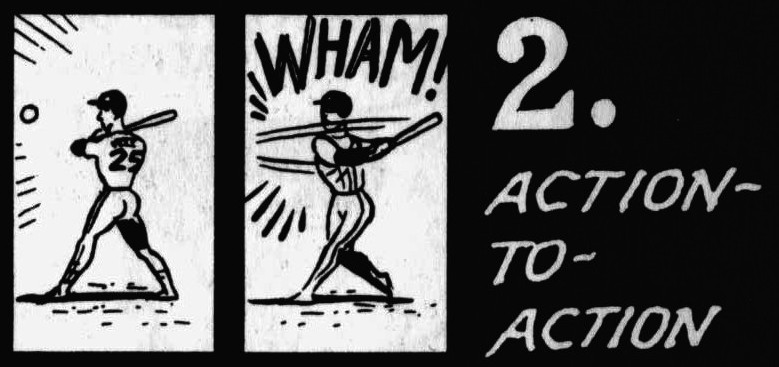 25
WHAM!
2.
ACTION-
TO-
ACTION